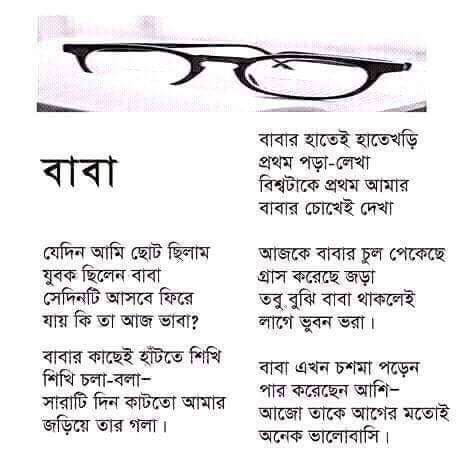 বাবা
যেদিন আমি ছোট ছিলাম
যুবক ছিলেন বাবা
সেদিনটি আসবে ফিরে
যায় কি তা আজ ভাবা?
বাবার কাছেই হাঁটতে শিখি
শিখি চলা-বলা–
সারাটি দিন কাটতো আমার
জড়িয়ে তার গলা।
বাবার হাতেই হাতেখড়ি
প্রথম পড়া-লেখা
বিশ্বটাকে প্রথম আমার
বাবার চোখেই দেখা
আজকে বাবার চুল পেকেছে
গ্রাস করেছে জড়া
তবু বুঝি বাবা থাকলেই
লাগে ভুবন ভরা।
বাবা এখন চশমা পড়েন
পার করেছেন আশি–
আজো তাকে আগের মতোই
অনেক ভালোবাসি।